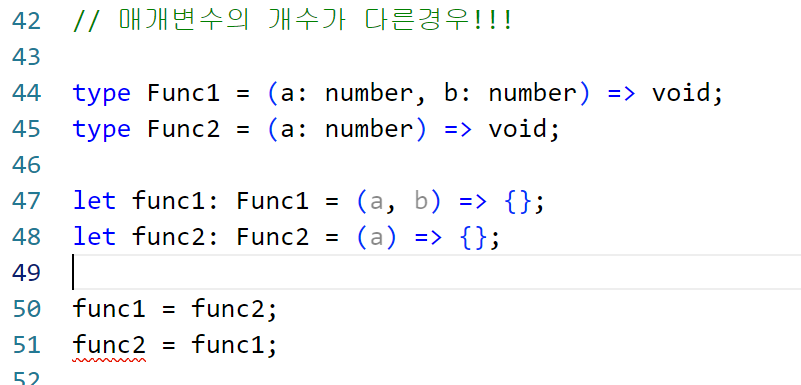 42 // 매개변수의 개수가 다른경우!!!
43
44 type Func1 = (a: number, b: number) => void;
45 type Func2 = (a: number) => void;
46
47 let func1: Func1 = (a, b) => {};
48 let func2: Func2 = (a) => {};
49
50 func1 = func2;
51 func2 = func1;
52